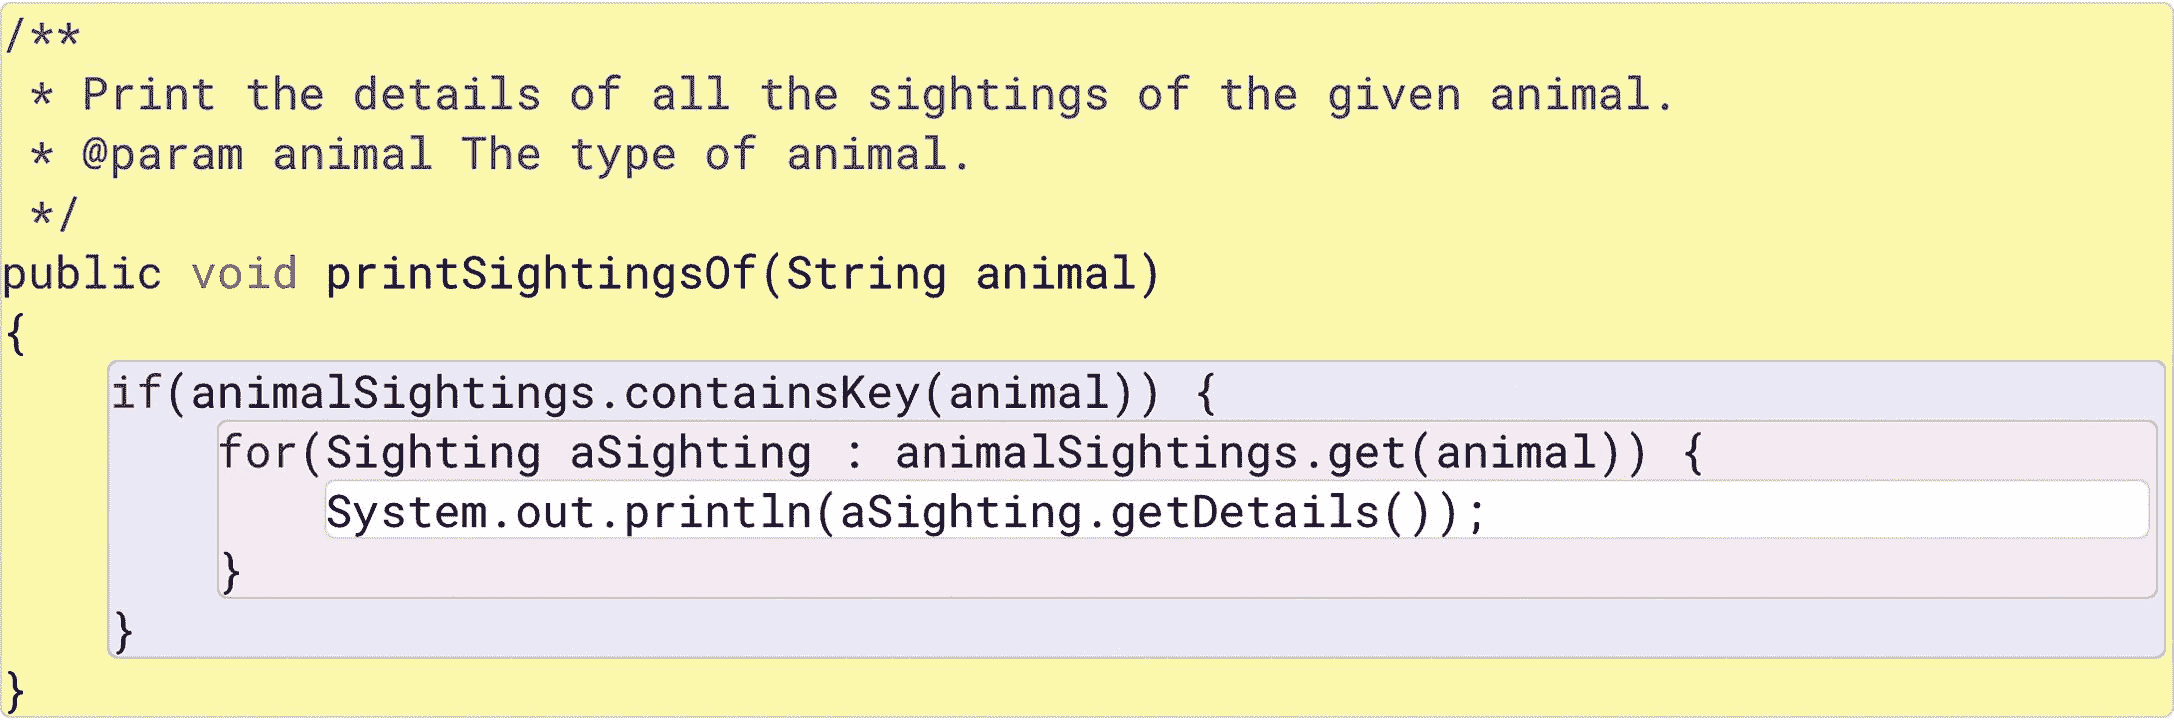 /**
 * Print the details of all the sightings of the given animal.
 * @param animal The type of animal.
 */
public void printSightingsOf(String animal)
{
    if(animalSightings.containsKey(animal)) {
        for(Sighting aSighting : animalSightings.get(animal)) {
            System.out.println(aSighting.getDetails());
        }
    }
}